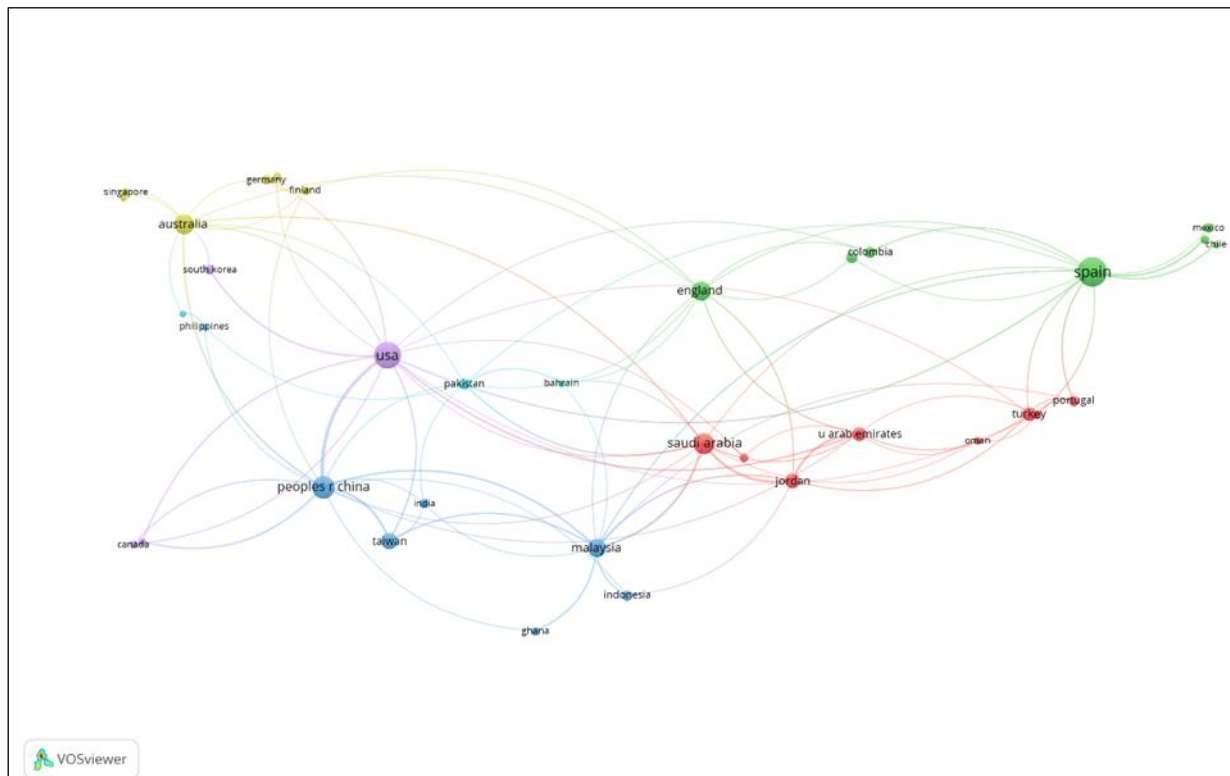 germany
singapore
finland
australia
mexico
chile
colombia
south korea
spain
england
philippines
usa
pakistan
bahrain
portugal
turkey
u arab emirates
oman
saudi arabia
jordan
peoples r china
india
taiwan
canada
malaysia
indonesia
ghana
VOSviewer